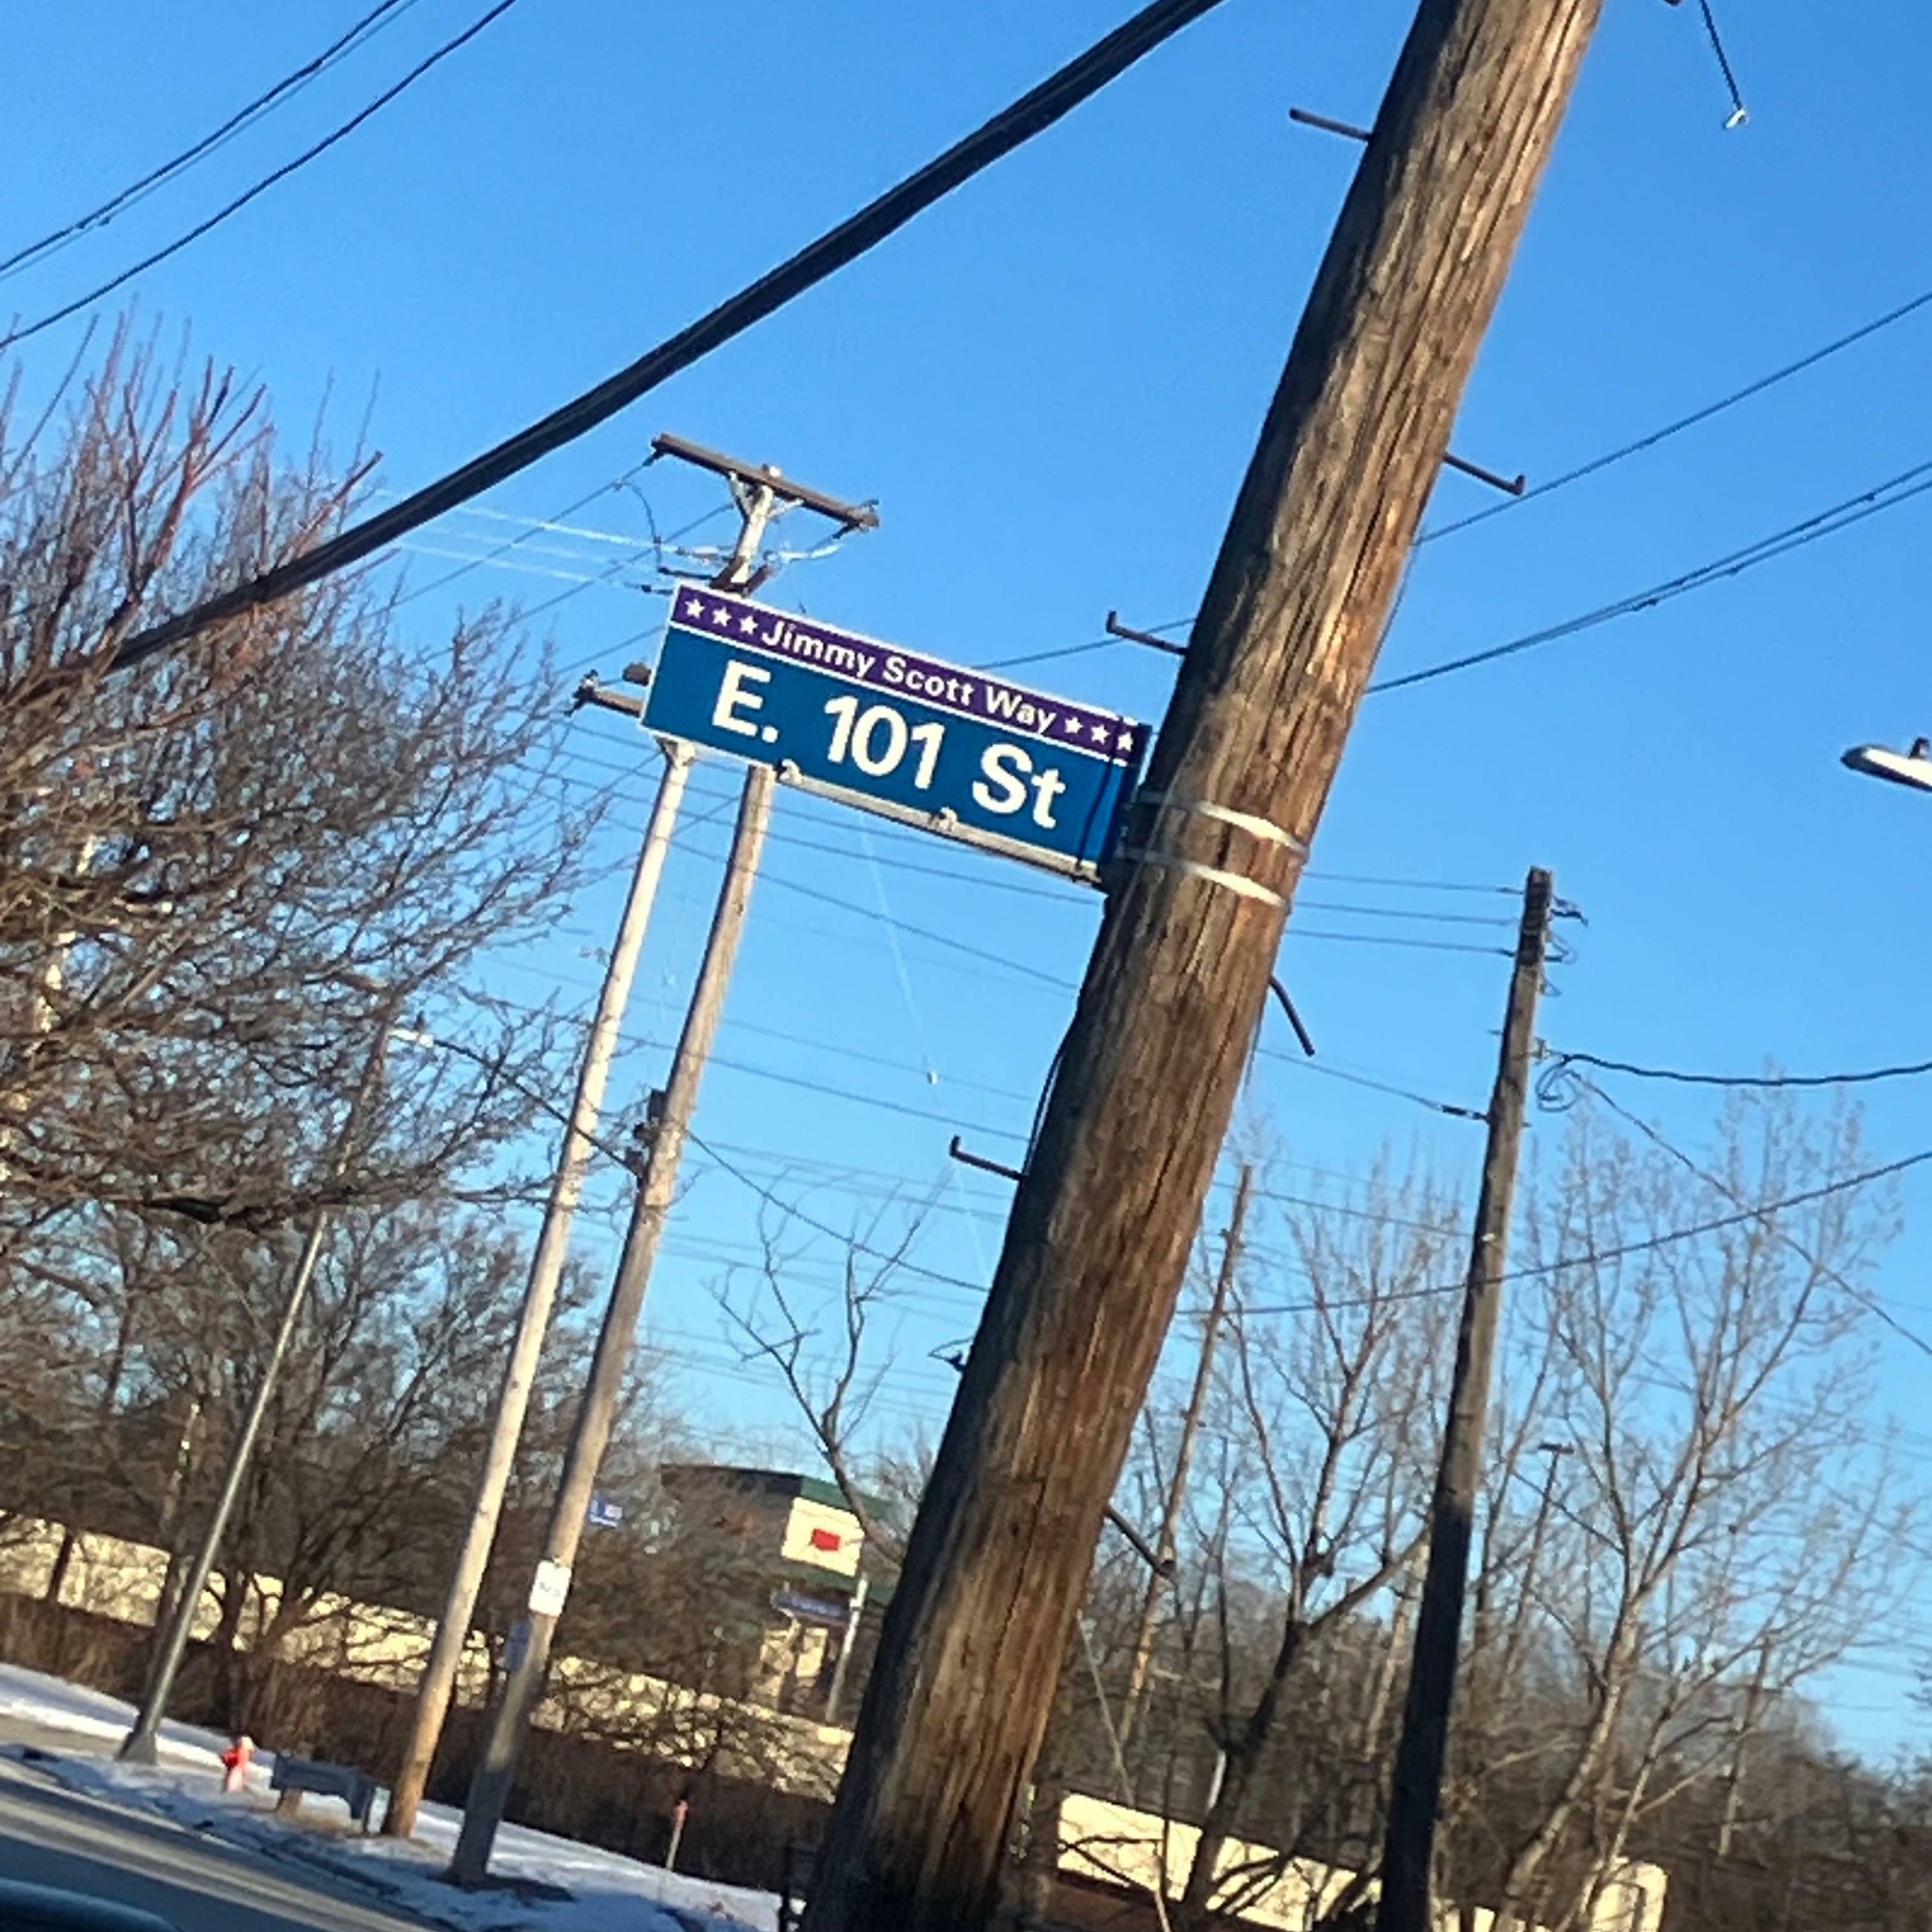 ★★★Jimmy Scott Way★★★
E. 101 St